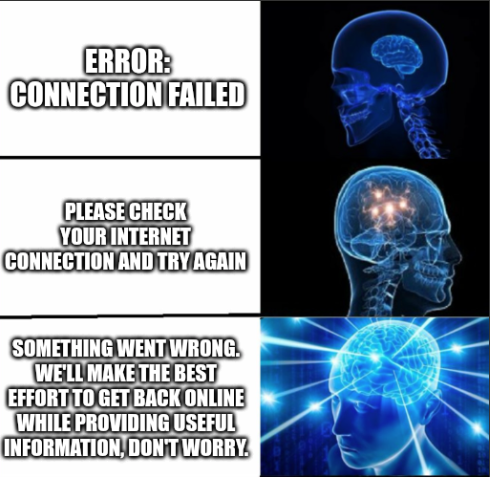 ERROR:
CONNECTION FAILED
PLEASE CHECK
YOUR INTERNET
CONNECTION AND TRY AGAIN
SOMETHING WENT WRONG.
WE'LL MAKE THE BEST
EFFORT TO GET BACK ONLINE
WHILE PROVIDING USEFUL
INFORMATION, DON'T WORRY.